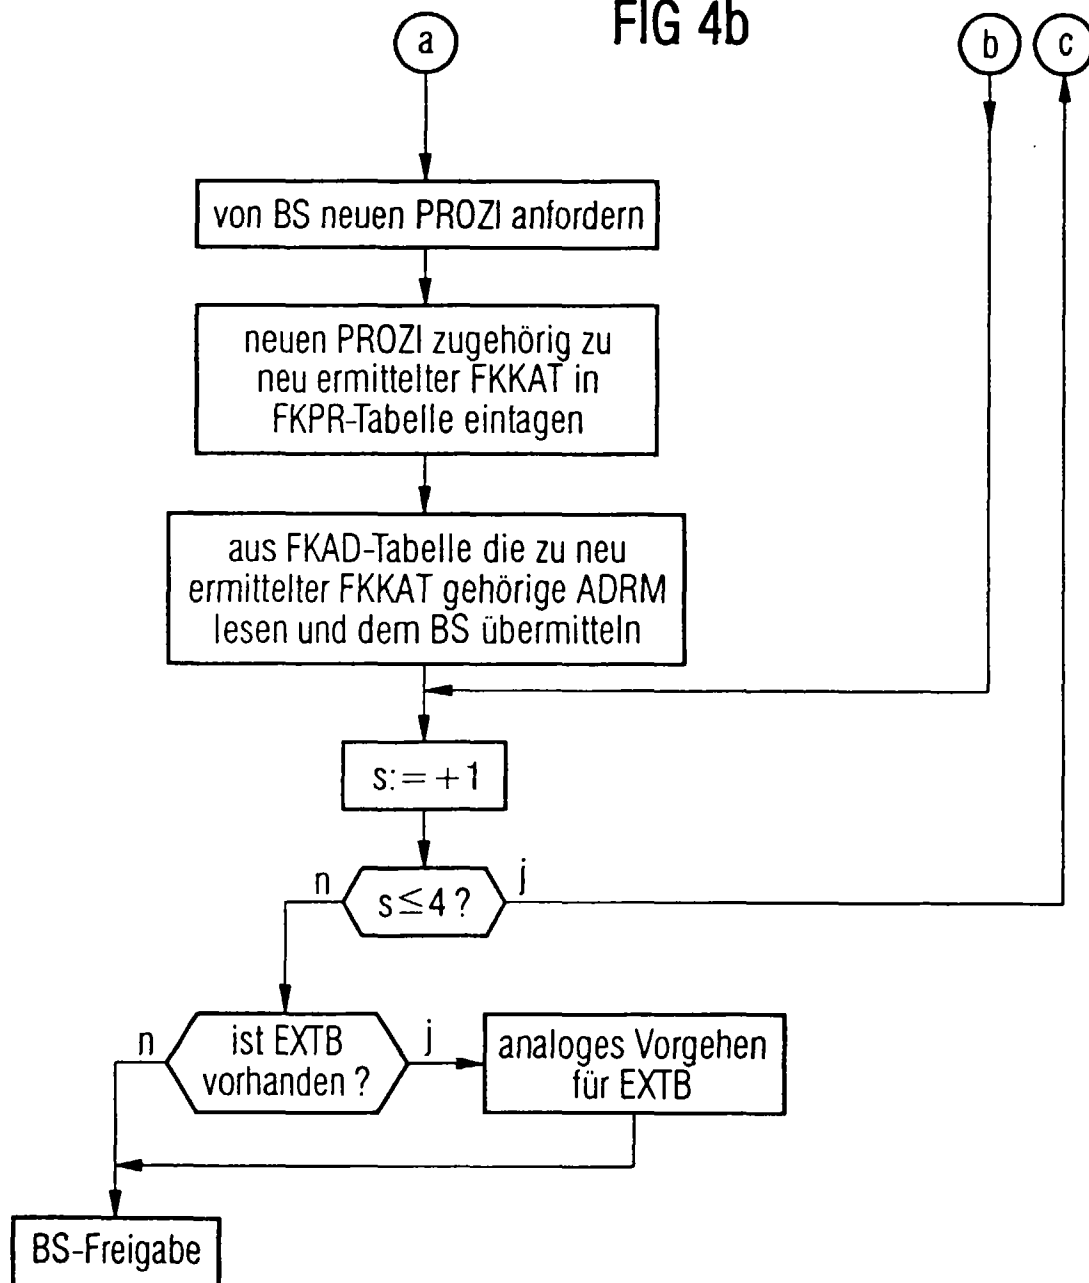 FIG 4b
a
b
c
von BS neuen PROZI anfordern
neuen PROZI zugehörig zu
neu ermittelter FKKAT in
FKPR-Tabelle eintagen
aus FKAD-Tabelle die zu neu
ermittelter FKKAT gehörige ADRM
lesen und dem BS übermitteln
s:=+1
n
s≤4?
j
n
ist EXTB
vorhanden?
j
analoges Vorgehen
für EXTB
BS-Freigabe